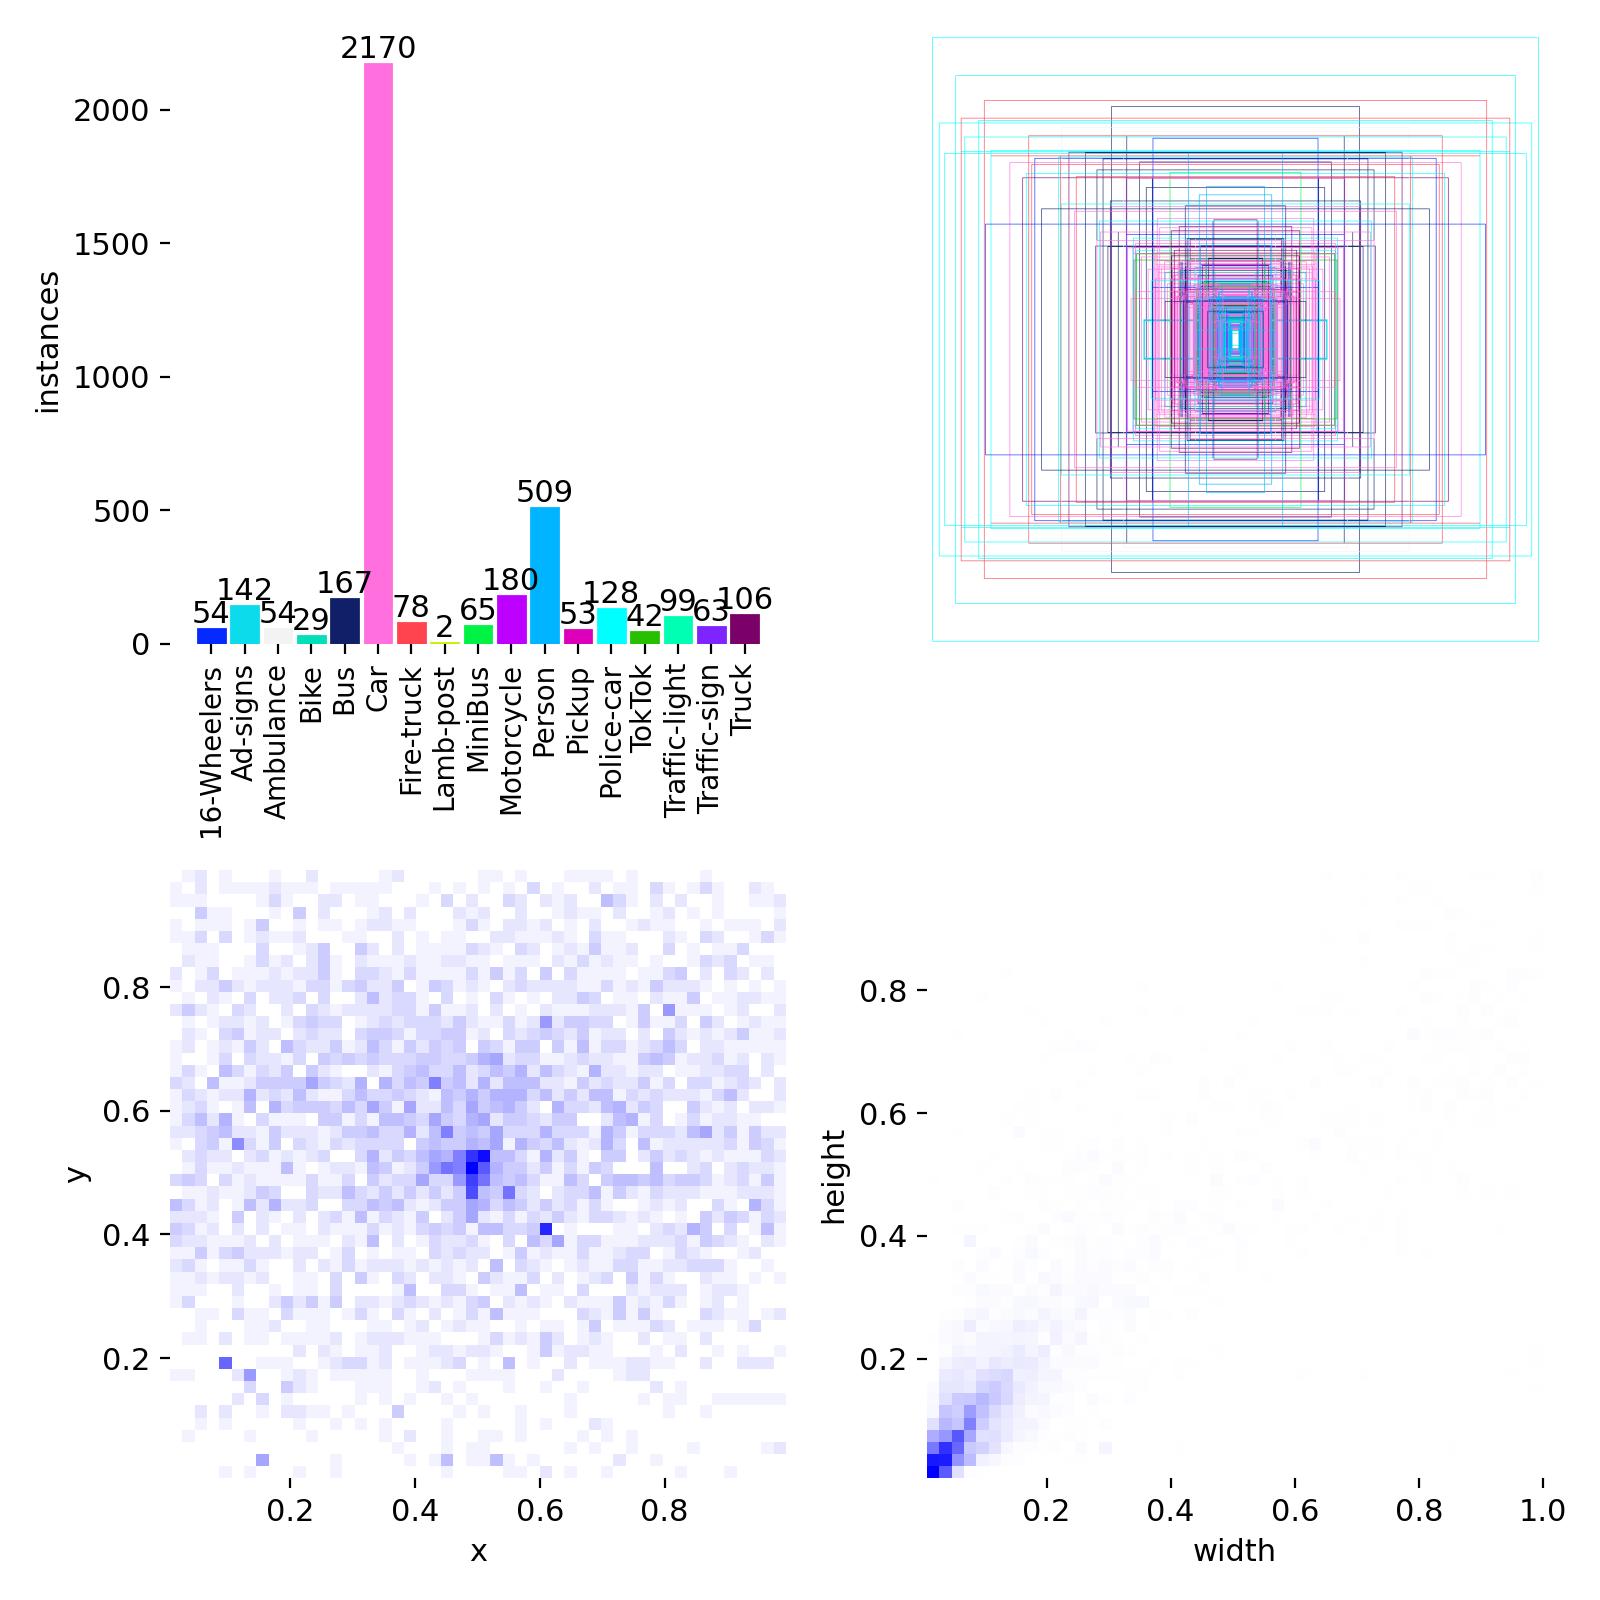 2170
2000
1500
1000
500
0
instances
54
142
54
29
167
78
2
65
180
509
53
128
42
99
63
106
16-Wheelers
Ad-signs
Ambulance
Bike
Bus
Car
Fire-truck
Lamb-post
MiniBus
Motorcycle
Person
Pickup
Police-car
TokTok
Traffic-light
Traffic-sign
Truck
0.8
0.6
0.4
0.2
y
0.2 0.4 0.6 0.8
x
0.8
0.6
0.4
0.2
height
0.2 0.4 0.6 0.8 1.0
width